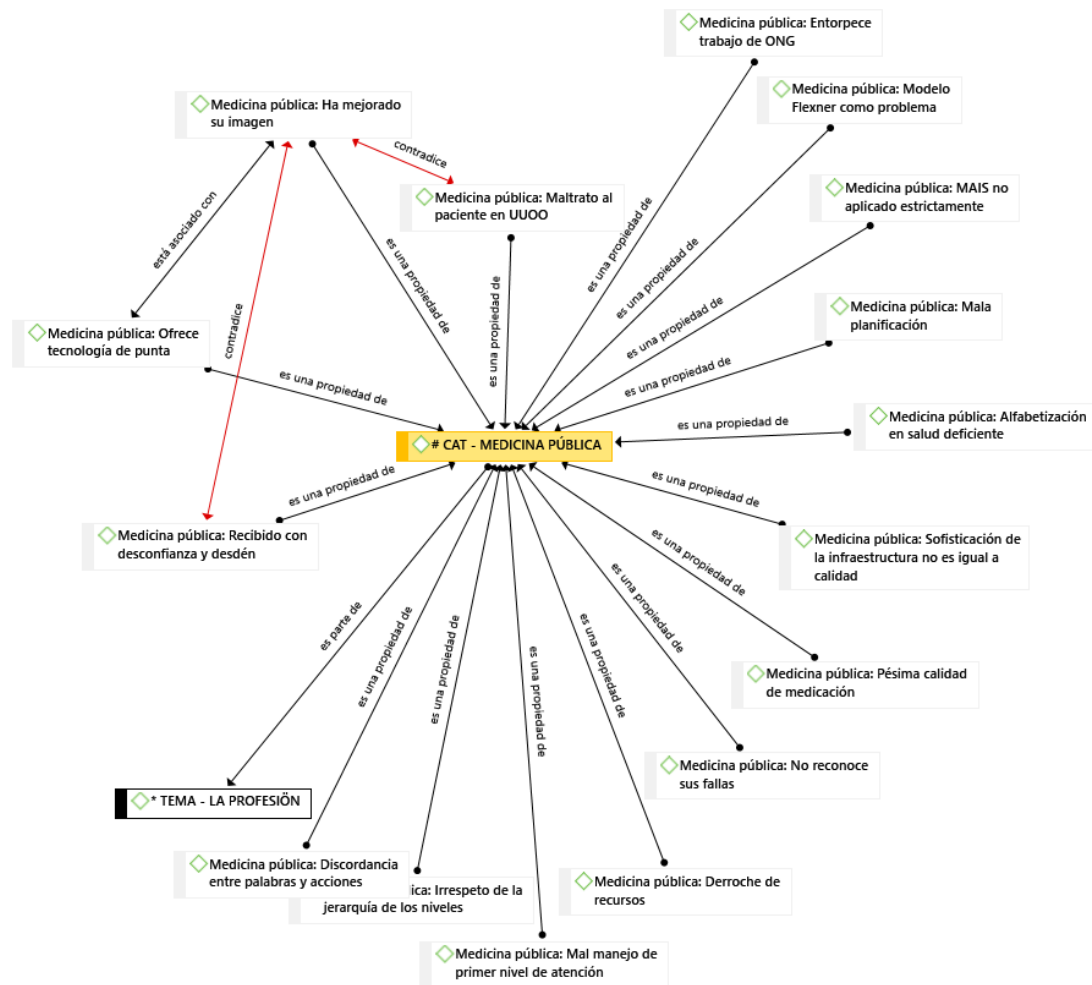 Medicina pública: Entorpece
trabajo de ONG
Medicina pública: Ha mejorado
su imagen
Medicina pública: Modelo
Flexner como problema
contradice
Medicina pública: Maltrato al
paciente en UUOO
Medicina pública: MAIS no
aplicado estrictamente
está asociado con
es una propiedad de
es una propiedad de
es una propiedad de
es una propiedad de
es una propiedad de
contradice
Medicina pública: Ofrece
tecnología de punta
Medicina pública: Mala
planificación
es una propiedad de
es una propiedad de
Medicina pública: Alfabetización
en salud deficiente
es una propiedad de
# CAT - MEDICINA PÚBLICA
es una propiedad de
es una propiedad de
Medicina pública: Recibido con
desconfianza y desdén
Medicina pública: Sofisticación de
la infraestructura no es igual a
calidad
es una propiedad de
es una propiedad de
es parte de
es una propiedad de
es una propiedad de
es una propiedad de
es una propiedad de
Medicina pública: Pésima calidad
de medicación
Medicina pública: No reconoce
sus fallas
* TEMA - LA PROFESIÖN
Medicina pública: Discordancia
entre palabras y acciones
lica: Irrespeto de la
jerarquía de los niveles
Medicina pública: Derroche de
recursos
Medicina pública: Mal manejo de
primer nivel de atención